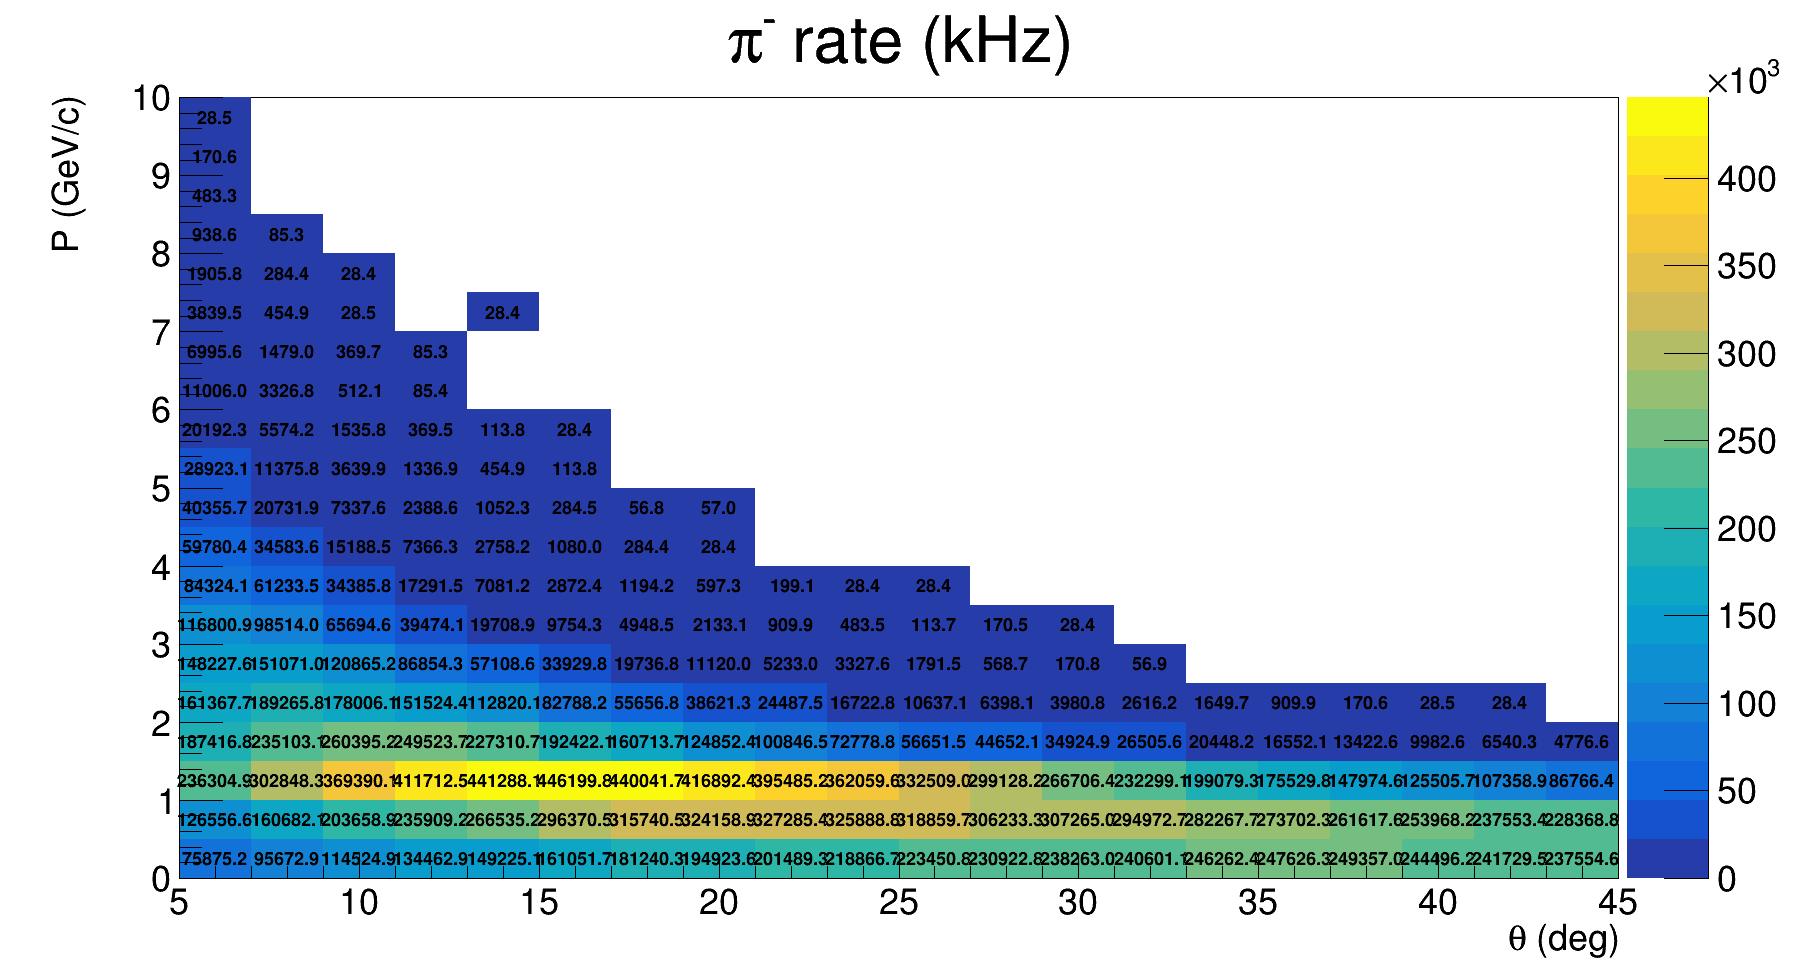 π⁻ rate (kHz)
×10³
P (GeV/c)
10
28.5
170.6
9
400
483.3
938.6 85.3
8
350
1905.8 284.4 28.4
3839.5 454.9 28.5 28.4
7
300
6995.6 1479.0 369.7 85.3
11006.0 3326.8 512.1 85.4
6
250
20192.3 5574.2 1535.8 369.5 113.8 28.4
28923.1 11375.8 3639.9 1336.9 454.9 113.8
5
200
40355.7 20731.9 7337.6 2388.6 1052.3 284.5 56.8 57.0
59780.4 34583.6 15188.5 7366.3 2758.2 1080.0 284.4 28.4
4
150
84324.1 61233.5 34385.8 17291.5 7081.2 2872.4 1194.2 597.3 199.1 28.4 28.4
116800.9 98514.0 65694.6 39474.1 19708.9 9754.3 4948.5 2133.1 909.9 483.5 113.7 170.5 28.4
3
100
148227.6 151071.0 120865.2 86854.3 57108.6 33929.8 19736.8 11120.0 5233.0 3327.6 1791.5 568.7 170.8 56.9
161367.7 189265.8 178006.1 151524.4 112820.1 82788.2 55656.8 38621.3 24487.5 16722.8 10637.1 6398.1 3980.8 2616.2 1649.7 909.9 170.6 28.5 28.4
2
187416.8 235103.1 260395.2 249523.7 227310.7 192422.1 160713.7 124852.4 100846.5 72778.8 56651.5 44652.1 34924.9 26505.6 20448.2 16552.1 13422.6 9982.6 6540.3 4776.6
50
236304.9 302848.3 369390.1 411712.5 441288.1 446199.8 440041.7 416892.4 395485.2 362059.6 332509.0 299128.2 266706.4 232299.1 199079.3 175529.8 147974.6 125505.7 107358.9 86766.4
1
126556.6 160682.1 203658.9 235909.2 266535.2 296370.5 315740.5 324158.9 327285.4 325888.8 318859.7 306233.3 307265.0 294972.7 282267.7 273702.3 261617.6 253968.2 237553.4 228368.8
75875.2 95672.9 114524.9 134462.9 149225.1 161051.7 181240.3 194923.6 201489.3 218866.7 223450.8 230922.8 238263.0 240601.1 246262.4 247626.3 249357.0 244496.2 241729.5 237554.6
0
0
5 10 15 20 25 30 35 40 45
θ (deg)